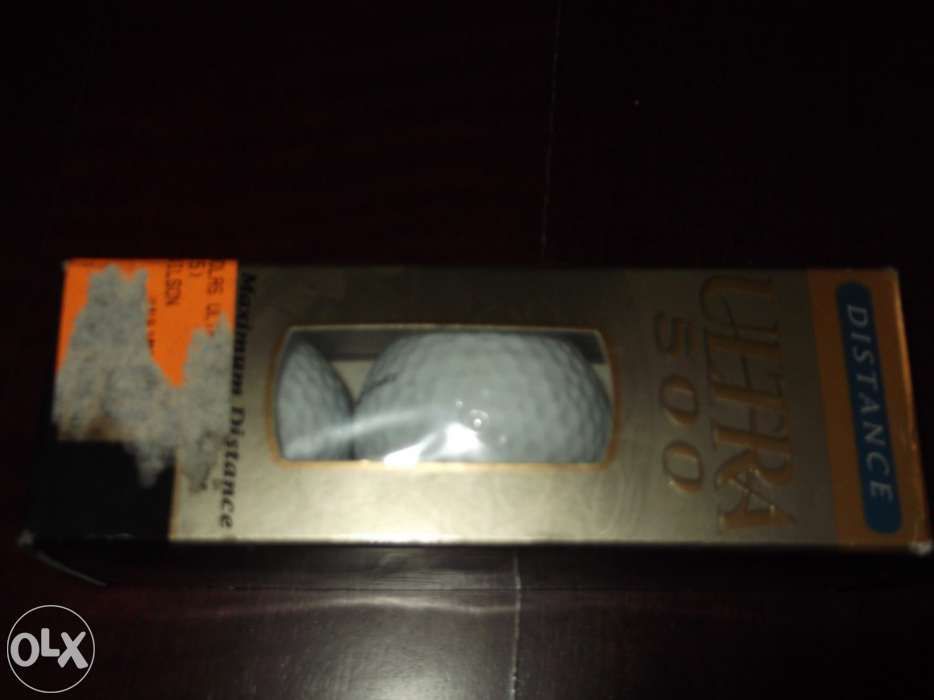 DISTANCE
ULTRA
500
Maximum Distance
OLX